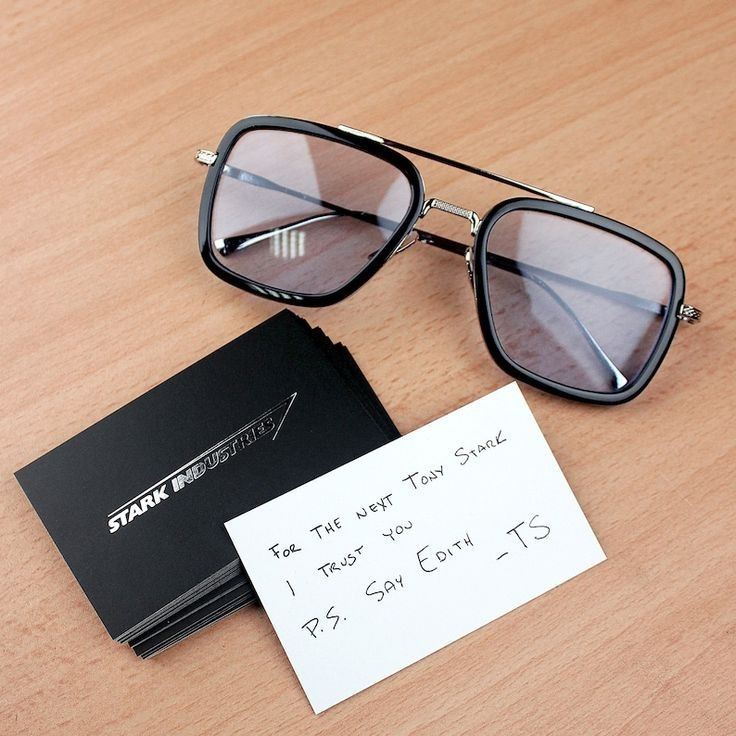 STARK INDUSTRIES
FOR THE NEXT TONY STARK
I TRUST YOU
P.S. SAY EDITH -TS